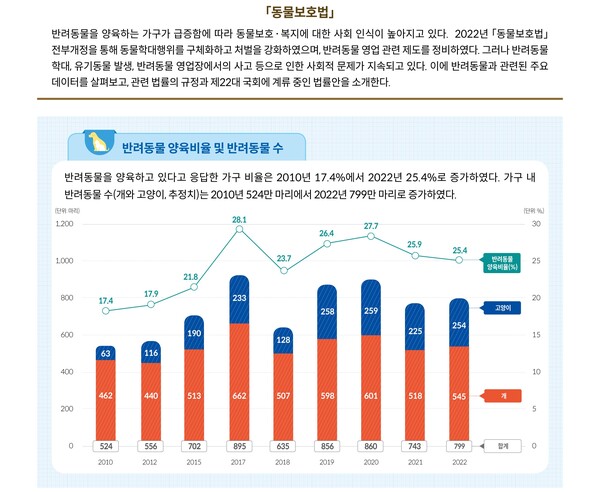 「동물보호법」
반려동물을 양육하는 가구가 급증함에 따라 동물보호·복지에 대한 사회 인식이 높아지고 있다. 2022년 「동물보호법」
전부개정을 통해 동물학대행위를 구체화하고 처벌을 강화하였으며, 반려동물 영업 관련 제도를 정비하였다. 그러나 반려동물
학대, 유기동물 발생, 반려동물 영업장에서의 사고 등으로 인한 사회적 문제가 지속되고 있다. 이에 반려동물과 관련된 주요
데이터를 살펴보고, 관련 법률의 규정과 제22대 국회에 계류 중인 법률안을 소개한다.
반려동물 양육비율 및 반려동물 수
반려동물을 양육하고 있다고 응답한 가구 비율은 2010년 17.4%에서 2022년 25.4%로 증가하였다. 가구 내
반려동물 수(개와 고양이, 추정치)는 2010년 524만 마리에서 2022년 799만 마리로 증가하였다.
(단위 마리) (단위 %)
1,200 30
28.1
27.7
26.4
25.9
25.4
23.7
21.8
17.9
17.4
1,000 25
800 20
600 15
400 10
200 5
0 0
반려동물
양육비율(%)
고양이
63 116 190 233 128 258 259 225 254
개
462 440 513 662 507 598 601 518 545
합계
524 556 702 895 635 856 860 743 799
2010 2012 2015 2017 2018 2019 2020 2021 2022